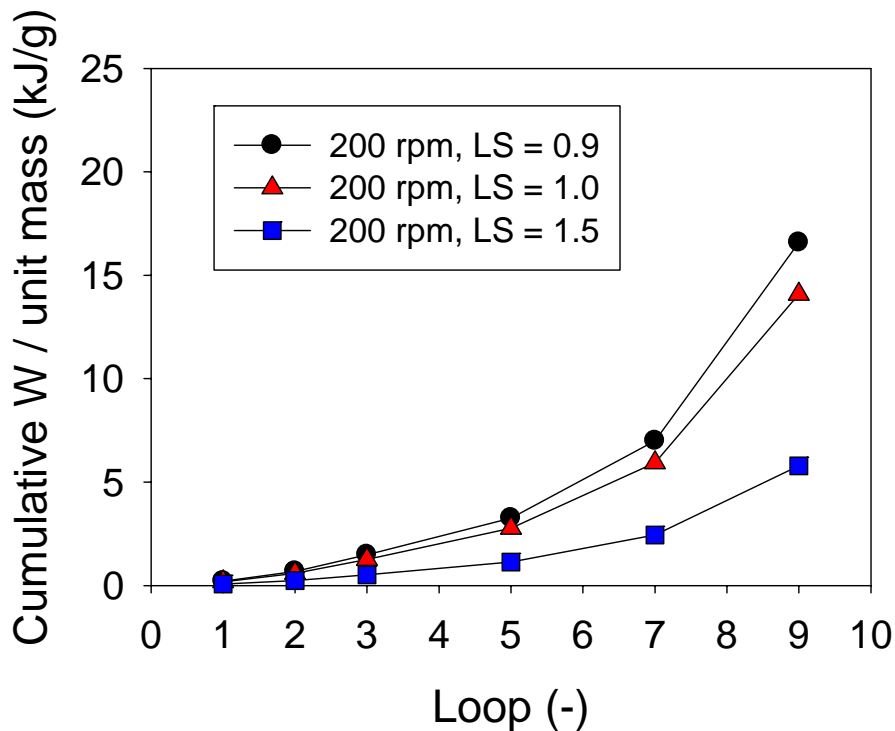 Cumulative W / unit mass (kJ/g)
25
20
15
10
5
0
200 rpm, LS = 0.9
200 rpm, LS = 1.0
200 rpm, LS = 1.5
0 1 2 3 4 5 6 7 8 9 10
Loop (-)